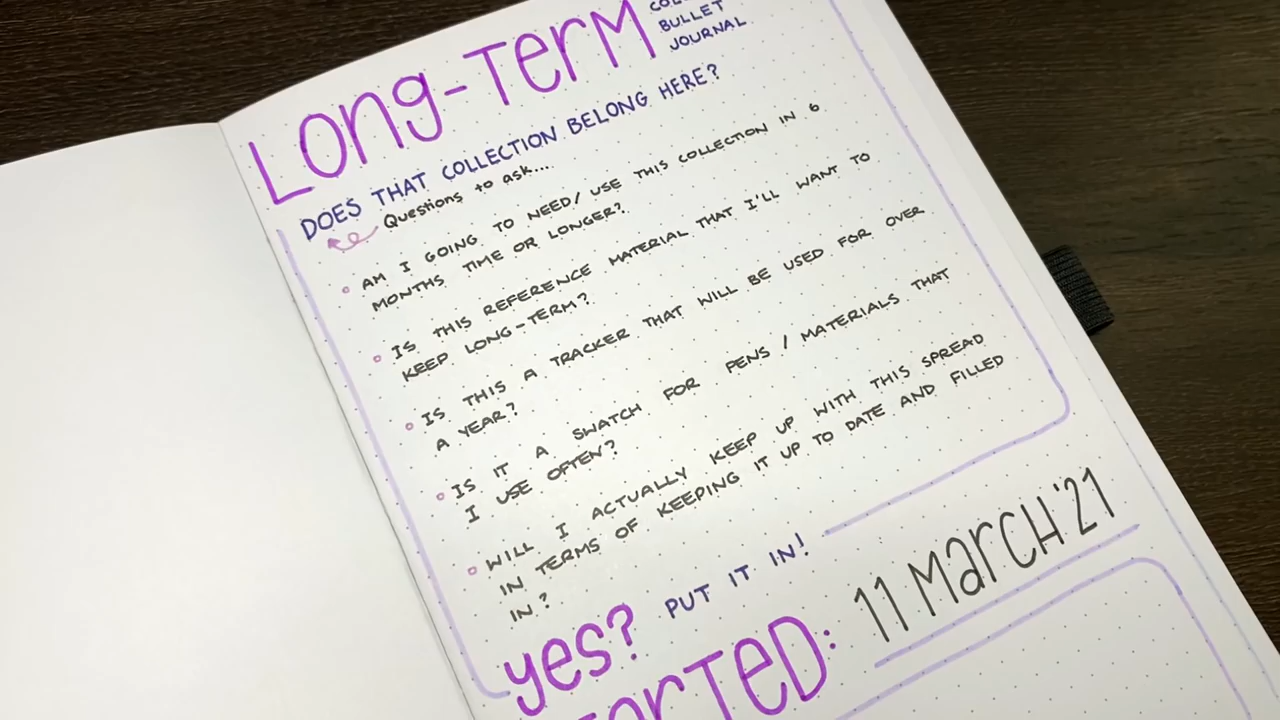 LONG-TERM
BULLET
JOURNAL
DOES THAT COLLECTION BELONG HERE?
Questions to ask...
AM I GOING TO NEED/ USE THIS COLLECTION IN 6
MONTHS TIME OR LONGER?
IS THIS REFERENCE MATERIAL THAT I'LL WANT TO
KEEP LONG-TERM?
IS THIS A TRACKER THAT WILL BE USED FOR OVER
A YEAR?
IS IT A SWATCH FOR PENS / MATERIALS THAT
I USE OFTEN?
WILL I ACTUALLY KEEP UP WITH THIS SPREAD
IN TERMS OF KEEPING IT UP TO DATE AND FILLED
IN?
yes? PUT IT IN!
11 MarCH '21